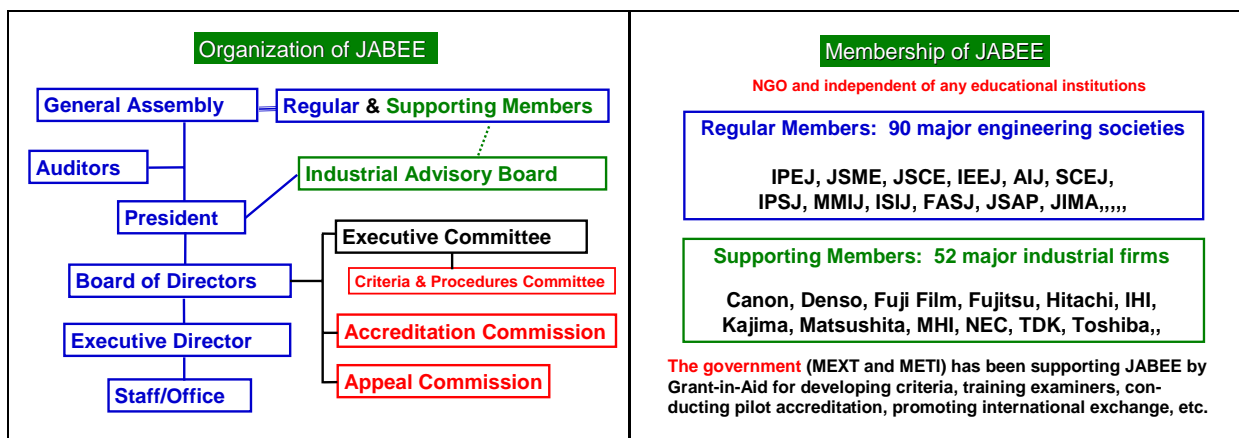 Organization of JABEE
General Assembly
Regular & Supporting Members
Auditors
Industrial Advisory Board
President
Executive Committee
Board of Directors
Criteria & Procedures Committee
Executive Director
Accreditation Commission
Staff/Office
Appeal Commission
Membership of JABEE
NGO and independent of any educational institutions
Regular Members: 90 major engineering societies
IPEJ, JSME, JSCE, IEEJ, AIJ, SCEJ,
IPSJ, MMIJ, ISIJ, FASJ, JSAP, JIMA,,,,,
Supporting Members: 52 major industrial firms
Canon, Denso, Fuji Film, Fujitsu, Hitachi, IHI,
Kajima, Matsushita, MHI, NEC, TDK, Toshiba,,
The government (MEXT and METI) has been supporting JABEE by
Grant-in-Aid for developing criteria, training examiners, con-
ducting pilot accreditation, promoting international exchange, etc.